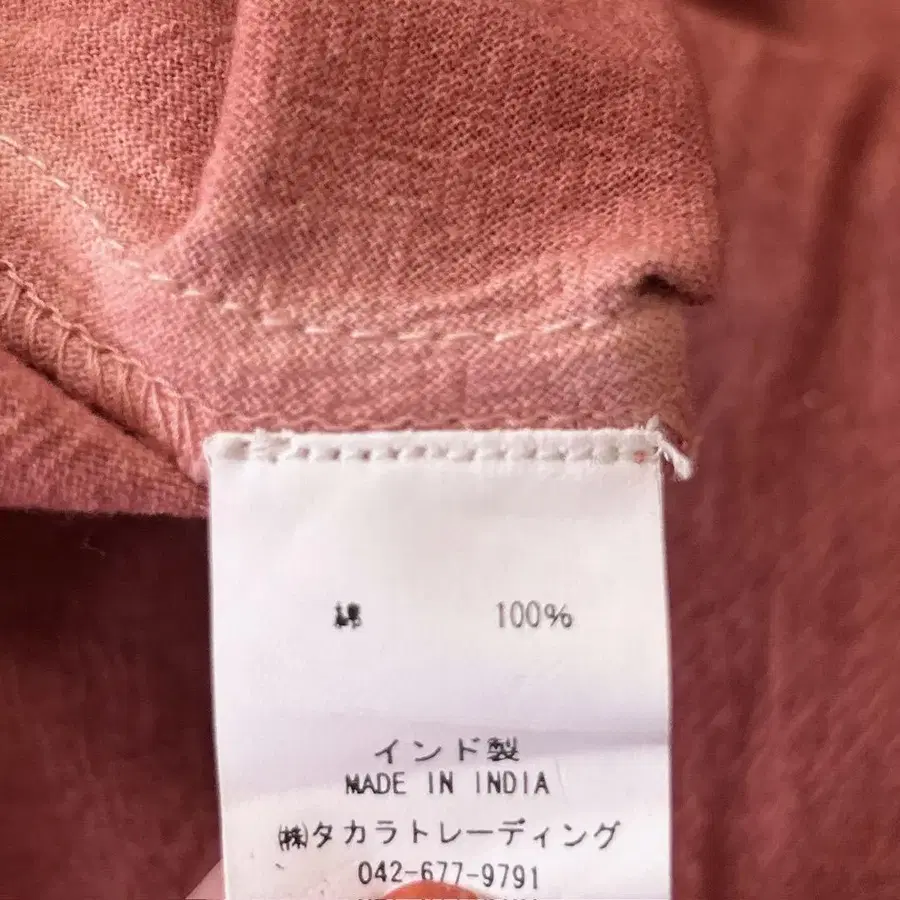 綿 100%
インド製
MADE IN INDIA
㈱タカラトレーディング
042-677-9791